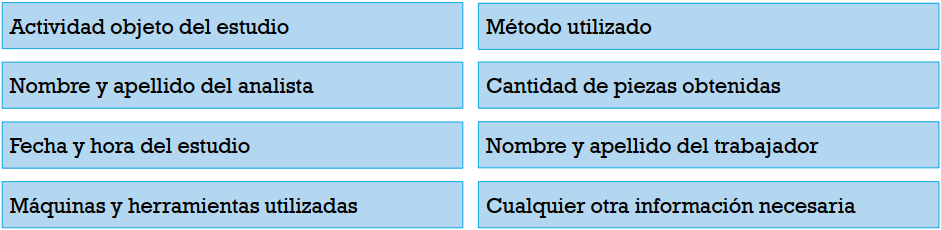 Actividad objeto del estudio
Método utilizado
Nombre y apellido del analista
Cantidad de piezas obtenidas
Fecha y hora del estudio
Nombre y apellido del trabajador
Máquinas y herramientas utilizadas
Cualquier otra información necesaria